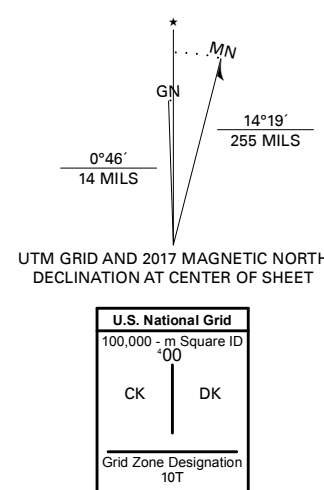 ★
MN
GN
14°19´
255 MILS
0°46´
14 MILS
UTM GRID AND 2017 MAGNETIC NORTH
DECLINATION AT CENTER OF SHEET
U.S. National Grid
100,000 - m Square ID
⁴00
CK DK
Grid Zone Designation
10T